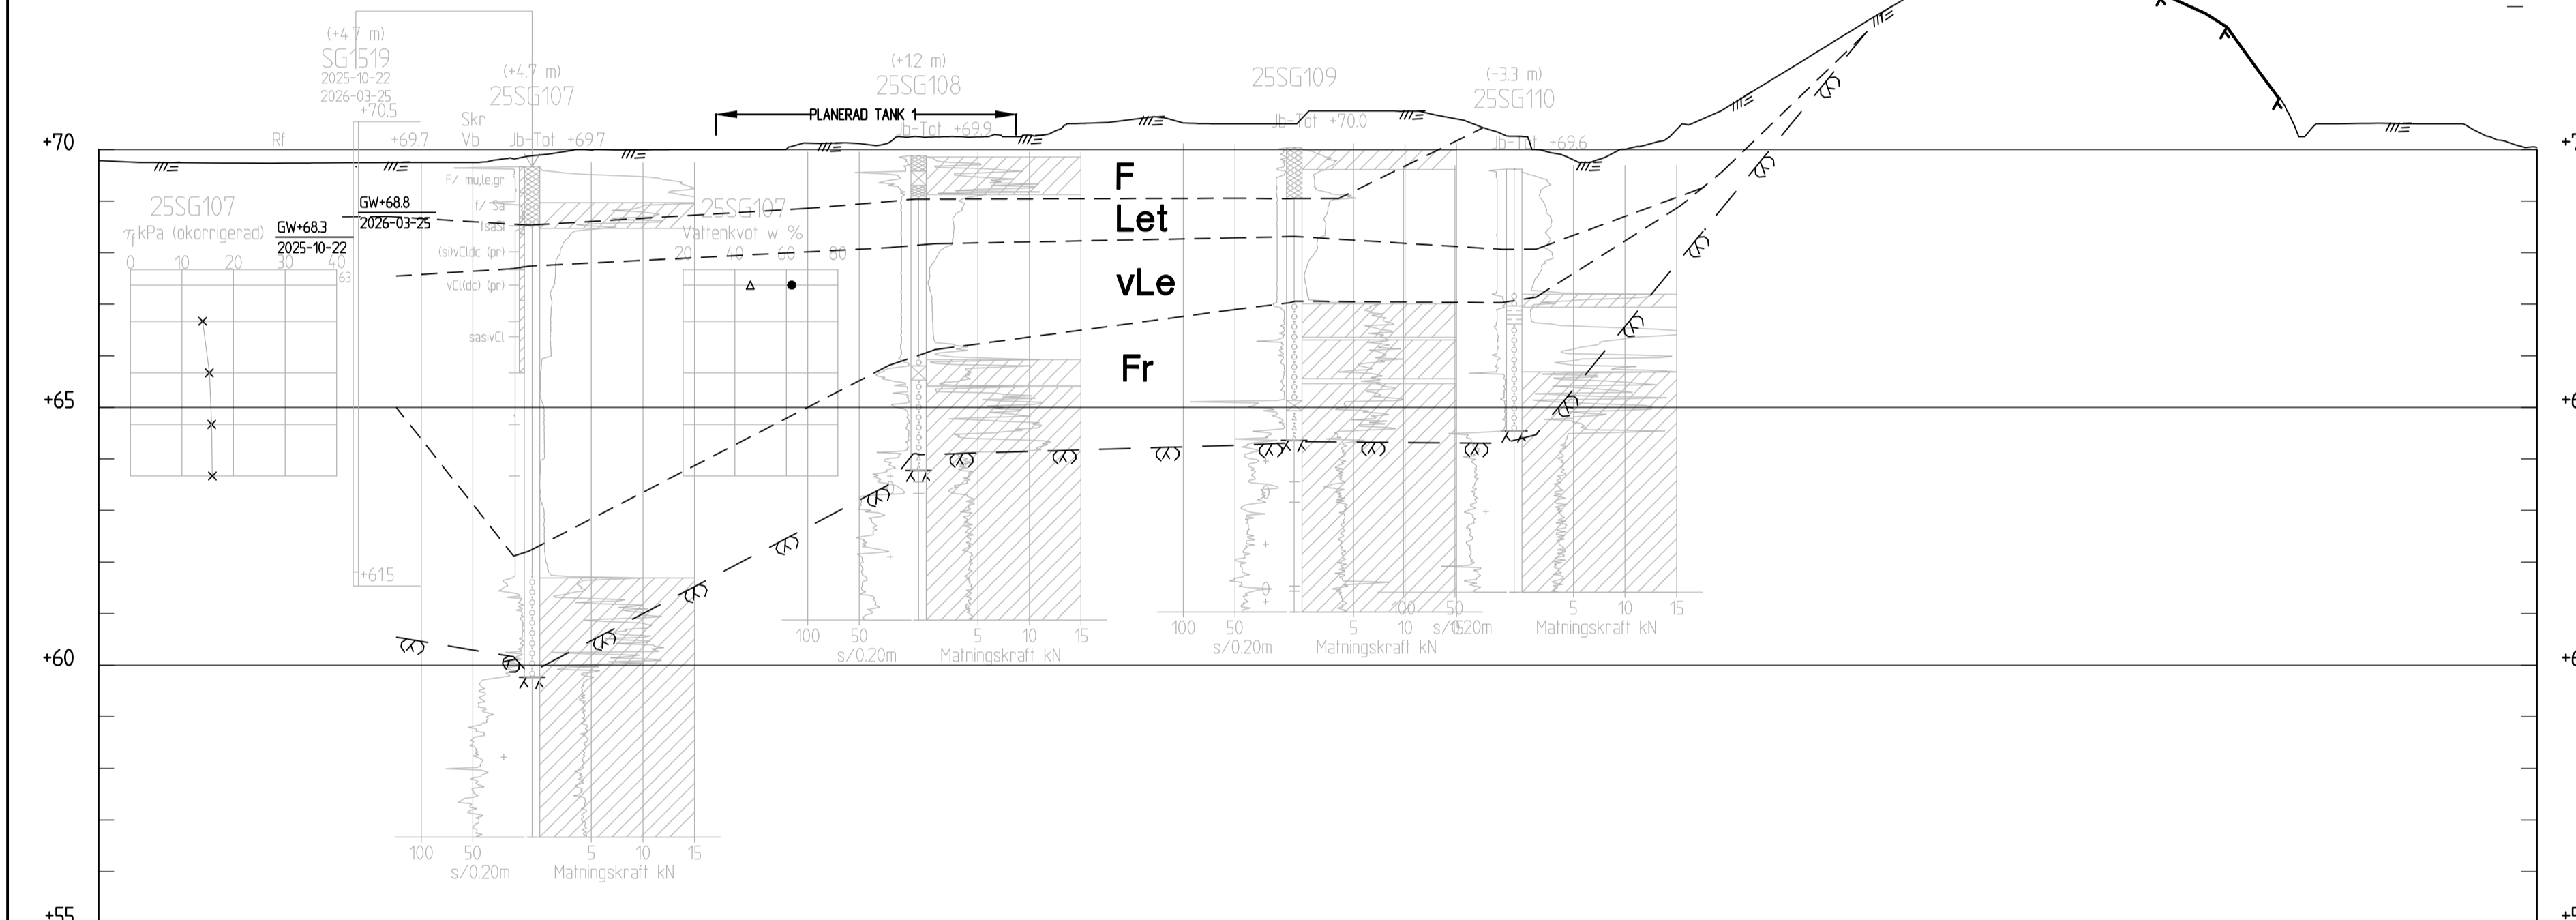 (+4.7 m)
SG1519
2025-10-22
2026-03-25
+70.5
(+4.7 m)
25SG107
Skr
Rf
+69.7
Vb
Jb-Tot +69.7
PLANERAD TANK 1
(+1.2 m)
25SG108
Jb-Tot +69.9
25SG109
Jb-Tot +70.0
(-3.3 m)
25SG110
Jb-Tot +69.6
+70
F/ mu,le,gr
f/ Sa
fsaSi
(si)vCl(dc (pr)
vCl(dc) (pr)
sasivCl
25SG107
τf kPa (okorrigerad)
0 10 20 30 40
63
GW+68.3
2025-10-22
GW+68.8
2026-03-25
25SG107
Vattenkvot w %
20 40 60 80
F
Let
vLe
Fr
+65
+61.5
+60
100 50
s/0.20m
5 10 15
Matningskraft kN
100 50
s/0.20m
5 10 15
Matningskraft kN
100 50
s/0.20m
5 10 15
Matningskraft kN
100 50
s/0.20m
5 10 15
Matningskraft kN
+55